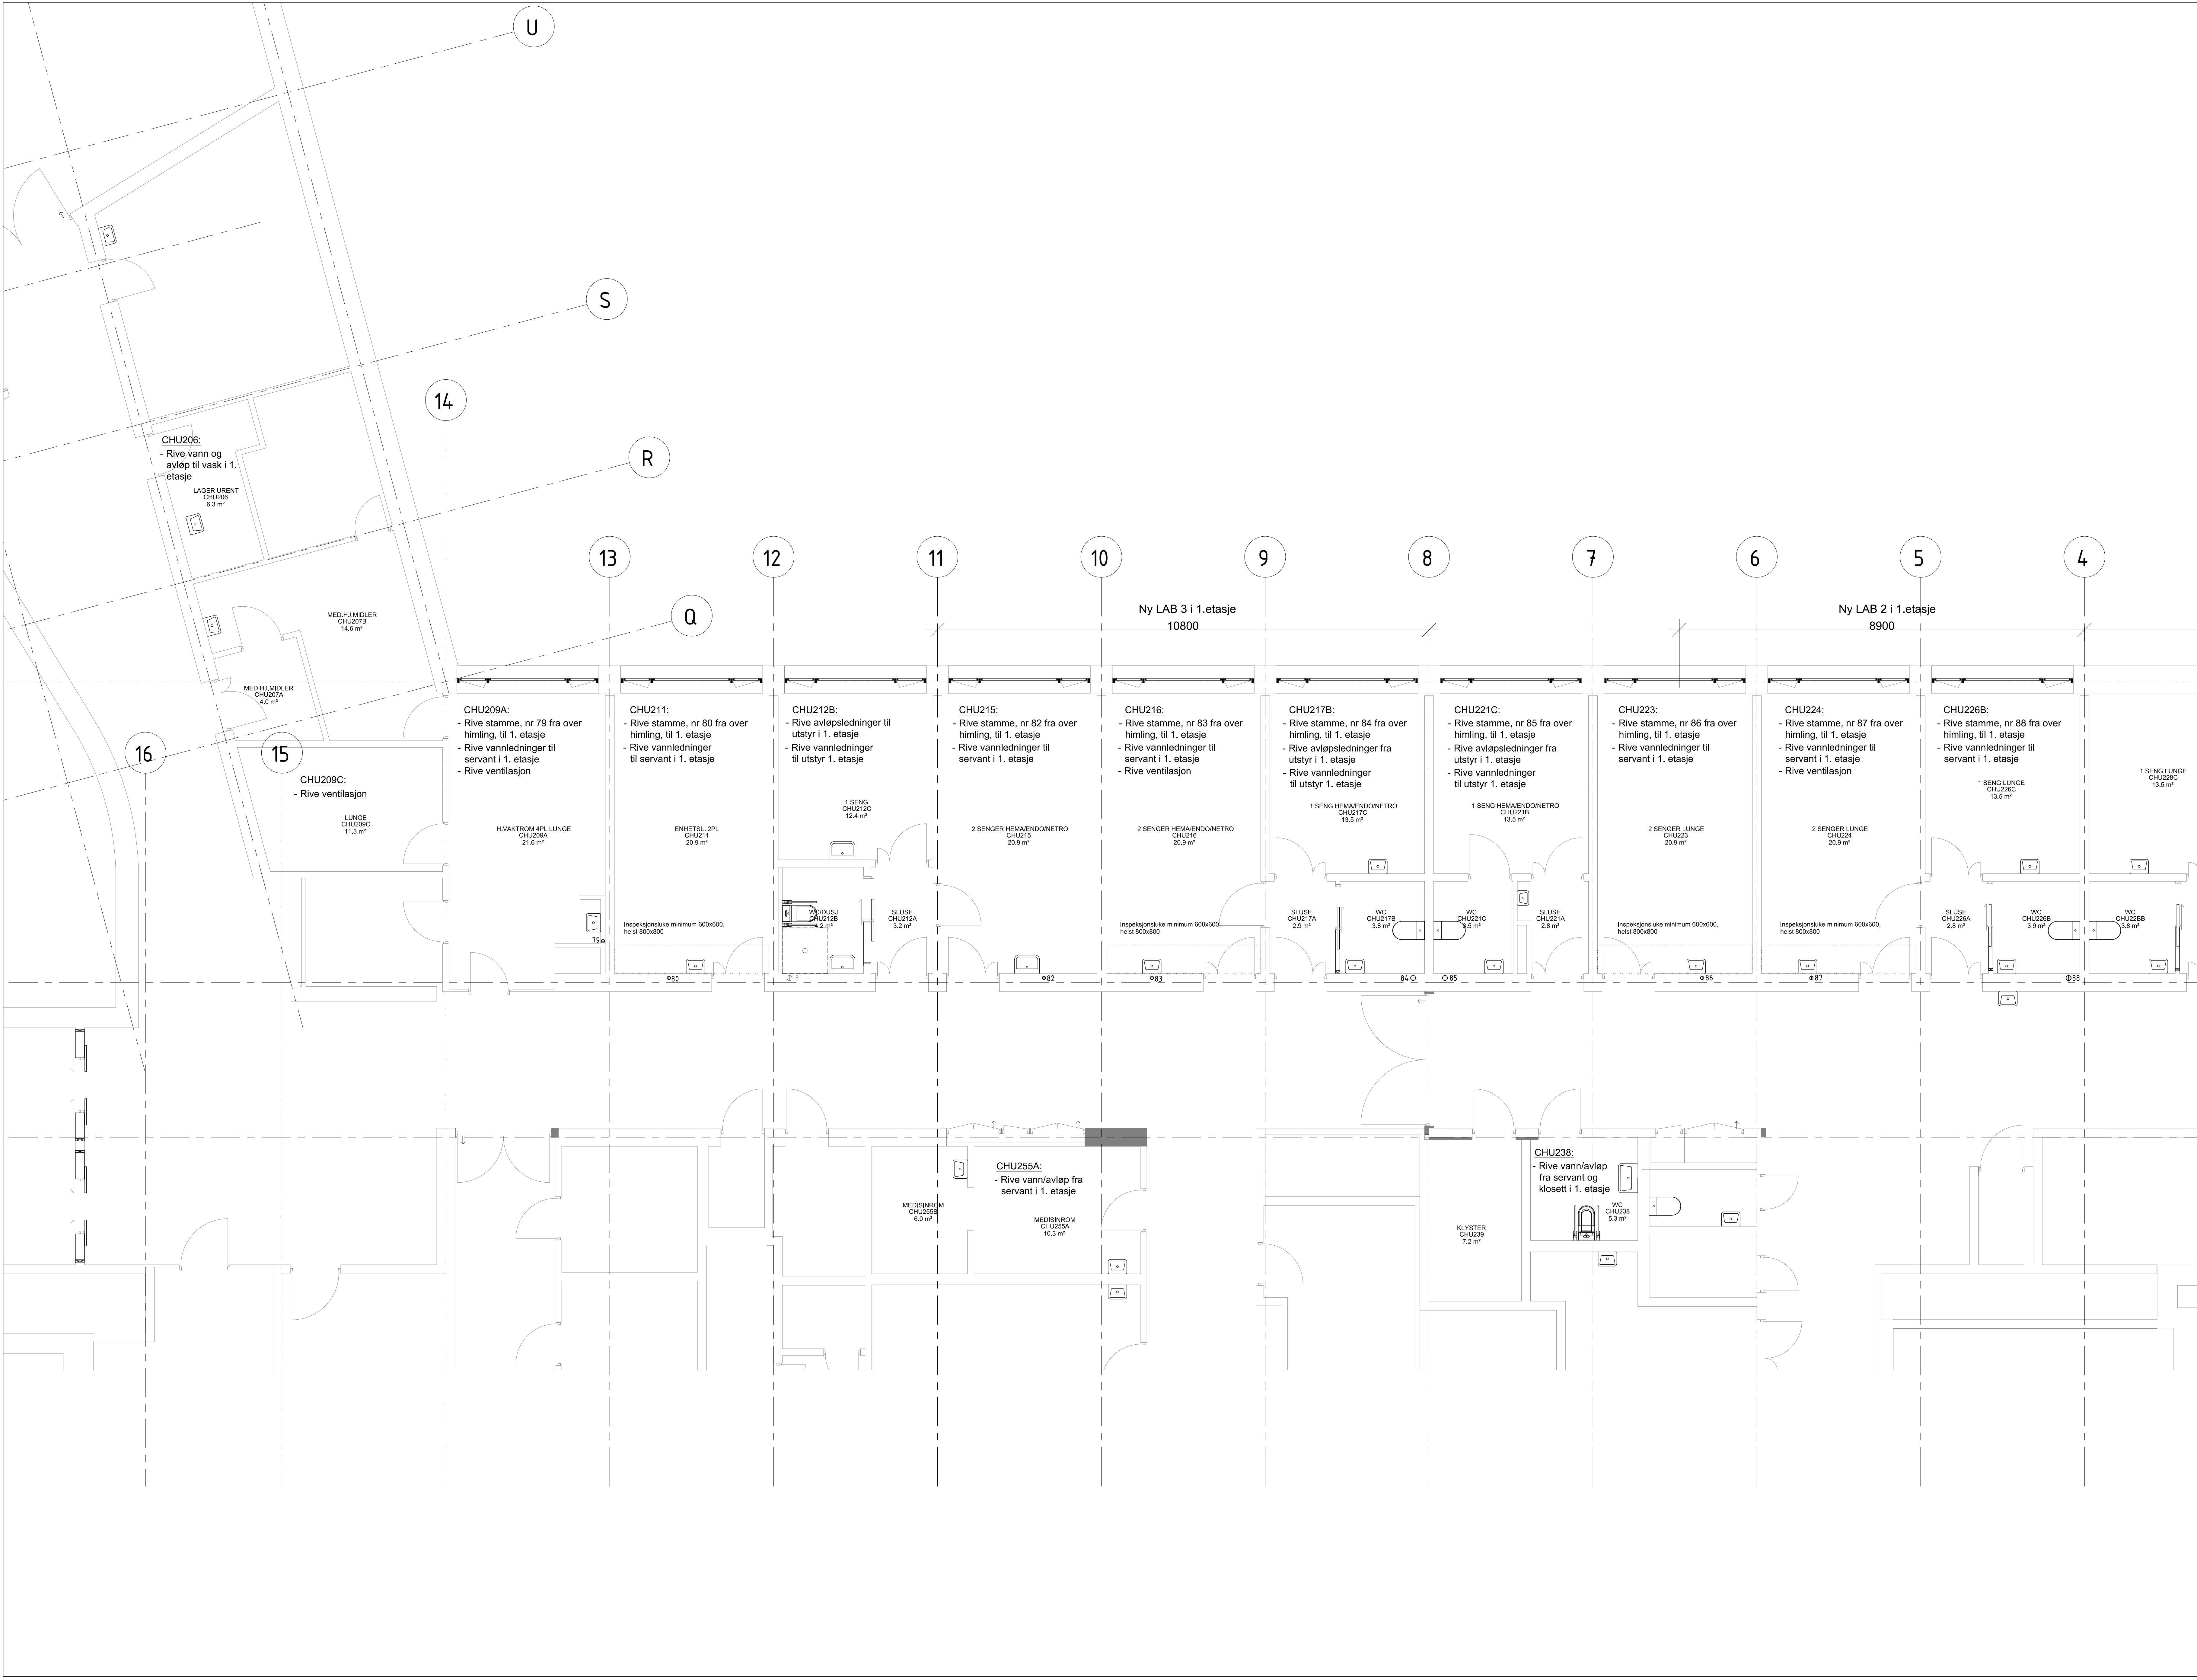 U
S
14
R
CHU206:
- Rive vann og
avløp til vask i 1.
etasje
LAGER URENT
CHU206
6.3 m²
13
12
11
10
9
8
7
6
5
4
Q
Ny LAB 3 i 1.etasje
10800
Ny LAB 2 i 1.etasje
8900
MED.HJ.MIDLER
CHU207B
14,6 m²
MED.HJ.MIDLER
CHU207A
4.0 m²
16
15
CHU209C:
- Rive ventilasjon
LUNGE
CHU209C
11,3 m²
CHU209A:
- Rive stamme, nr 79 fra over
himling, til 1. etasje
- Rive vannledninger til
servant i 1. etasje
- Rive ventilasjon
H.VAKTROM 4PL LUNGE
CHU209A
21.6 m²
79
CHU211:
- Rive stamme, nr 80 fra over
himling, til 1. etasje
- Rive vannledninger
til servant i 1. etasje
ENHETSL. 2PL
CHU211
20.9 m²
Inspeksjonsluke minimum 600x600,
helst 800x800
80
CHU212B:
- Rive avløpsledninger til
utstyr i 1. etasje
- Rive vannledninger
til utstyr 1. etasje
1 SENG
CHU212C
12.4 m²
WC/DUSJ
CHU212B
4.2 m²
SLUSE
CHU212A
3.2 m²
81
CHU215:
- Rive stamme, nr 82 fra over
himling, til 1. etasje
- Rive vannledninger til
servant i 1. etasje
2 SENGER HEMA/ENDO/NETRO
CHU215
20.9 m²
82
CHU216:
- Rive stamme, nr 83 fra over
himling, til 1. etasje
- Rive vannledninger til
servant i 1. etasje
- Rive ventilasjon
2 SENGER HEMA/ENDO/NETRO
CHU216
20.9 m²
Inspeksjonsluke minimum 600x600,
helst 800x800
83
CHU217B:
- Rive stamme, nr 84 fra over
himling, til 1. etasje
- Rive avløpsledninger fra
utstyr i 1. etasje
- Rive vannledninger
til utstyr 1. etasje
1 SENG HEMA/ENDO/NETRO
CHU217C
13.5 m²
SLUSE
CHU217A
2,9 m²
WC
CHU217B
3,8 m²
84
CHU221C:
- Rive stamme, nr 85 fra over
himling, til 1. etasje
- Rive avløpsledninger fra
utstyr i 1. etasje
- Rive vannledninger
til utstyr 1. etasje
1 SENG HEMA/ENDO/NETRO
CHU221B
13.5 m²
WC
CHU221C
3,5 m²
SLUSE
CHU221A
2.8 m²
85
CHU223:
- Rive stamme, nr 86 fra over
himling, til 1. etasje
- Rive vannledninger til
servant i 1. etasje
2 SENGER LUNGE
CHU223
20.9 m²
Inspeksjonsluke minimum 600x600,
helst 800x800
86
CHU224:
- Rive stamme, nr 87 fra over
himling, til 1. etasje
- Rive vannledninger til
servant i 1. etasje
- Rive ventilasjon
2 SENGER LUNGE
CHU224
20.9 m²
Inspeksjonsluke minimum 600x600,
helst 800x800
87
CHU226B:
- Rive stamme, nr 88 fra over
himling, til 1. etasje
- Rive vannledninger til
servant i 1. etasje
1 SENG LUNGE
CHU226C
13.5 m²
SLUSE
CHU226A
2.8 m²
WC
CHU226B
3.9 m²
88
1 SENG LUNGE
CHU228C
13.5 m²
WC
CHU22BB
3,8 m²
MEDISINROM
CHU255B
6,0 m²
CHU255A:
- Rive vann/avløp fra
servant i 1. etasje
MEDISINROM
CHU255A
10.3 m²
KLYSTER
CHU239
7.2 m²
CHU238:
- Rive vann/avløp
fra servant og
klosett i 1. etasje
WC
CHU238
5,3 m²